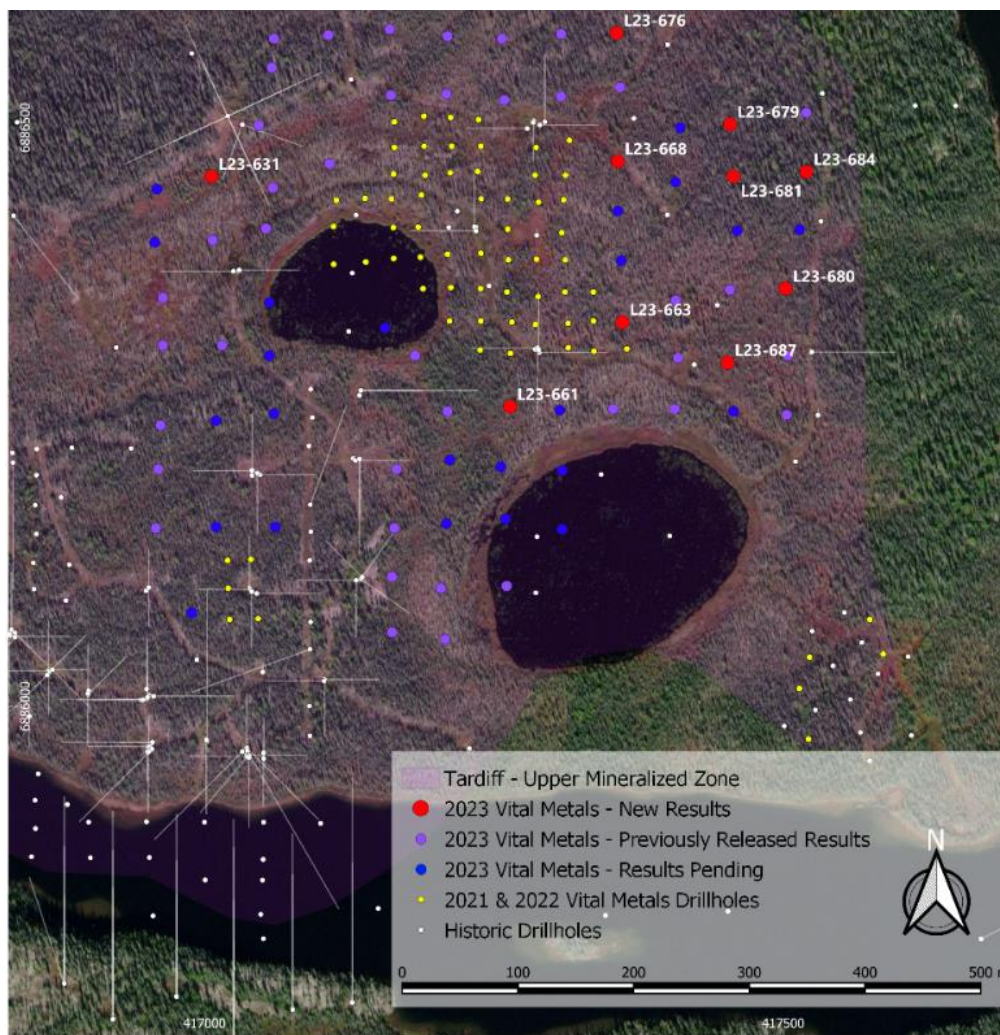 L23-676
6886500
L23-679
L23-668
L23-684
L23-631
L23-681
L23-680
L23-663
L23-687
L23-661
6886000
Tardiff - Upper Mineralized Zone
2023 Vital Metals - New Results
2023 Vital Metals - Previously Released Results
2023 Vital Metals - Results Pending
2021 & 2022 Vital Metals Drillholes
Historic Drillholes
N
0 100 200 300 400 500 m
417000
417500